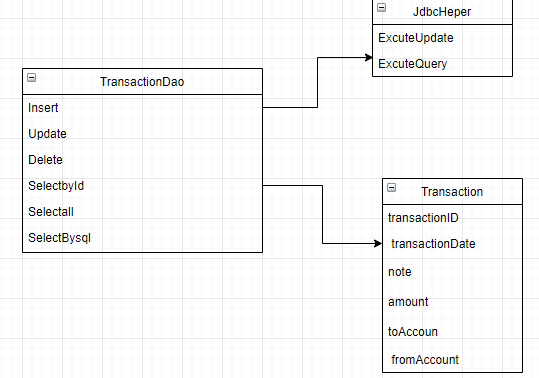 JdbcHeper
ExcuteUpdate
ExcuteQuery
TransactionDao
Insert
Update
Delete
SelectbyId
Selectall
SelectBysql
Transaction
transactionID
transactionDate
note
amount
toAccoun
fromAccount